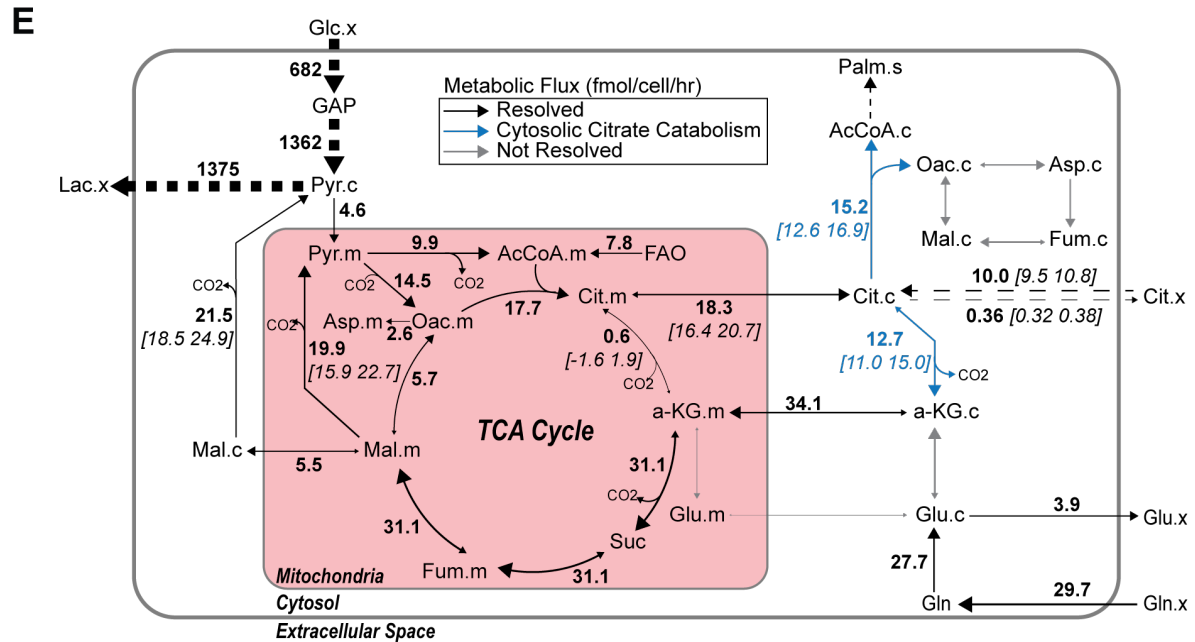 E
Glc.x
682
GAP
1362
1375
Lac.x
Pyr.c
4.6
Metabolic Flux (fmol/cell/hr)
Resolved
Cytosolic Citrate Catabolism
Not Resolved
Palm.s
AcCoA.c
Oac.c
Asp.c
15.2
[12.6 16.9]
Mal.c
Fum.c
Pyr.m
9.9
AcCoA.m
7.8
FAO
CO2
CO2
14.5
10.0 [9.5 10.8]
CO2
21.5
[18.5 24.9]
CO2
Cit.m
18.3
[16.4 20.7]
Cit.c
Cit.x
0.36 [0.32 0.38]
17.7
Asp.m
2.6
Oac.m
19.9
[15.9 22.7]
0.6
[-1.6 1.9]
CO2
12.7
[11.0 15.0]
CO2
5.7
a-KG.m
34.1
a-KG.c
TCA Cycle
Mal.c
5.5
Mal.m
31.1
CO2
Glu.m
Glu.c
3.9
Glu.x
31.1
Suc
Fum.m
31.1
27.7
Mitochondria
Cytosol
Extracellular Space
Gln
29.7
Gln.x